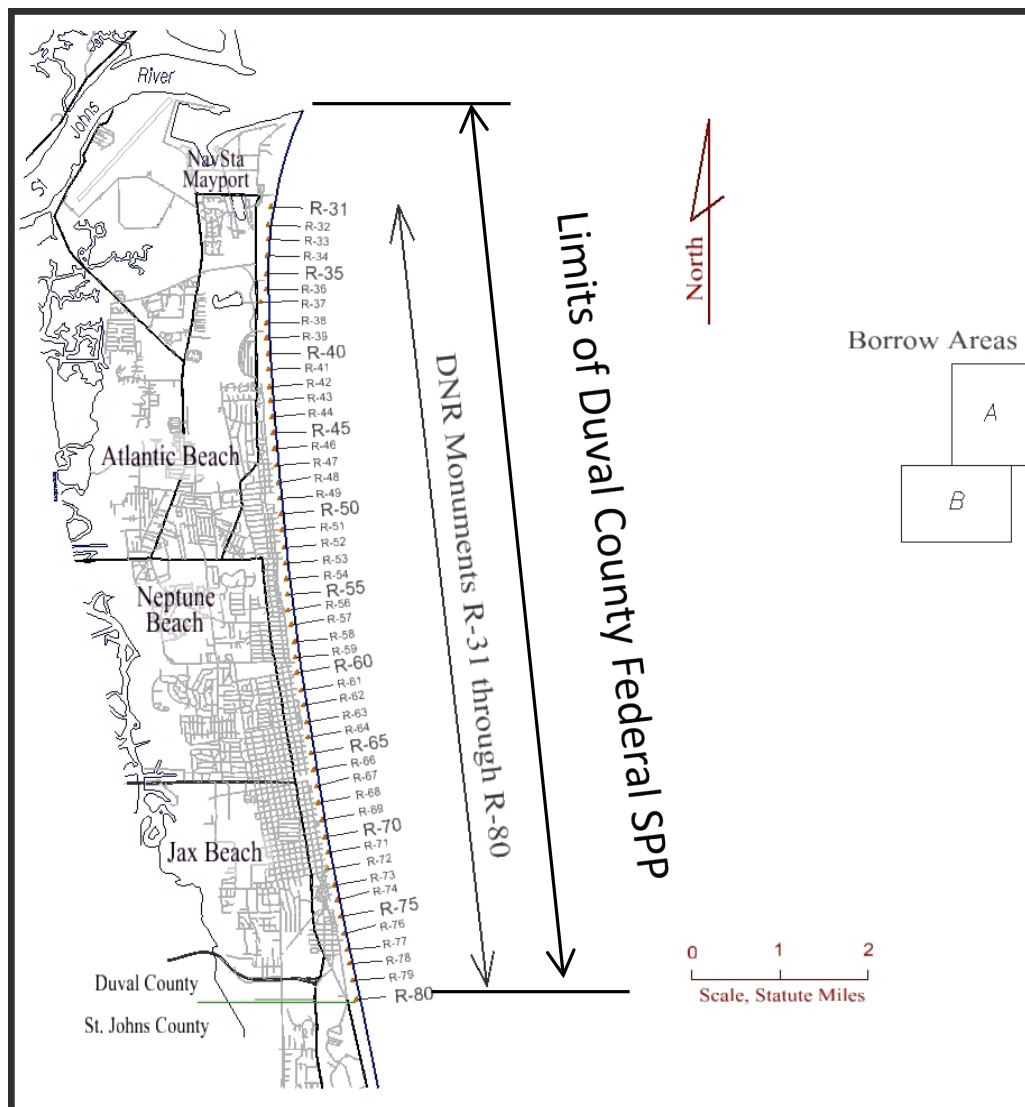 River
Johns
St
NavSta
Mayport
R-31
R-32
R-33
R-34
R-35
R-36
R-37
R-38
R-39
R-40
R-41
R-42
R-43
R-44
R-45
R-46
R-47
R-48
R-49
R-50
R-51
R-52
R-53
R-54
R-55
R-56
R-57
R-58
R-59
R-60
R-61
R-62
R-63
R-64
R-65
R-66
R-67
R-68
R-69
R-70
R-71
R-72
R-73
R-74
R-75
R-76
R-77
R-78
R-79
R-80
Atlantic Beach
Neptune
Beach
Jax Beach
Duval County
St. Johns County
DNR Monuments R-31 through R-80
Limits of Duval County Federal SPP
North
Borrow Areas
A
B
0 1 2
Scale, Statute Miles